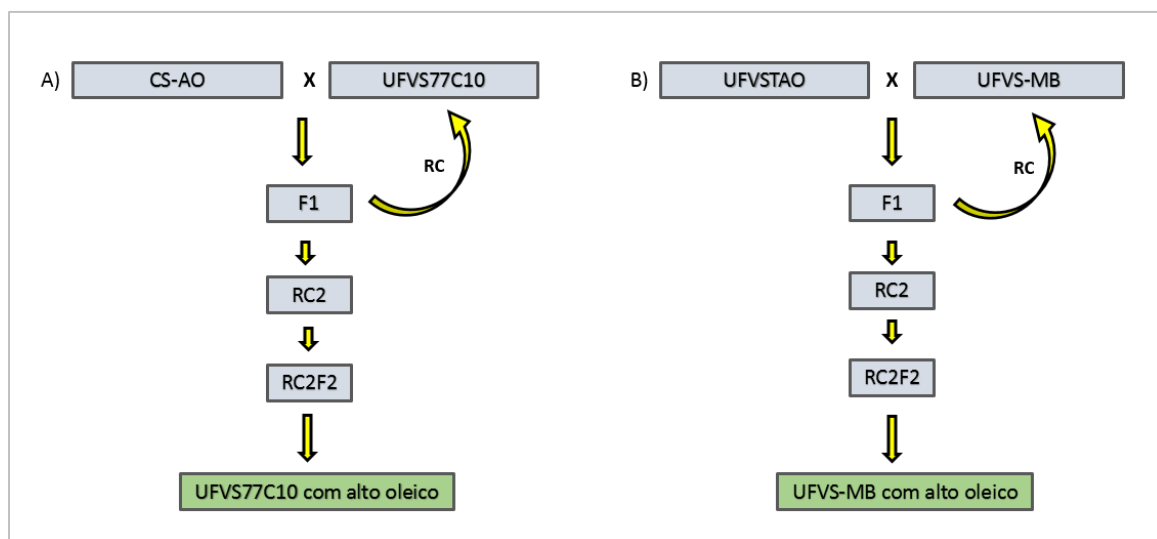 A) CS-AO X UFVS77C10
RC
F1
RC2
RC2F2
UFVS77C10 com alto oleico
B) UFVSTAO X UFVS-MB
RC
F1
RC2
RC2F2
UFVS-MB com alto oleico